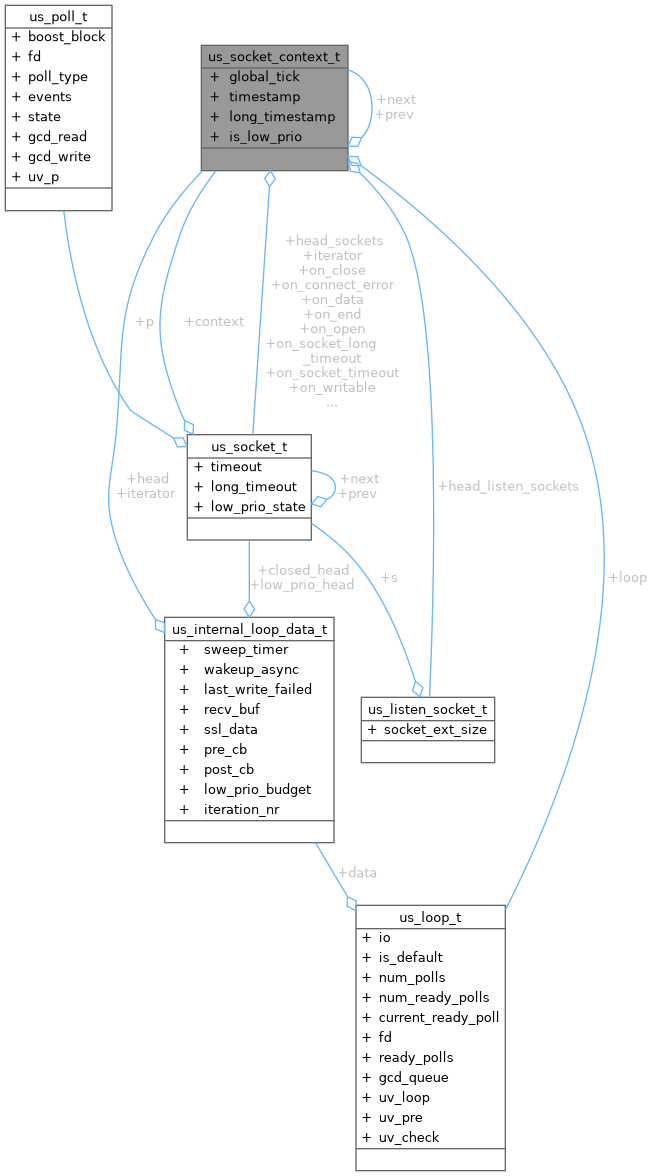 us_poll_t
+ boost_block
+ fd
+ poll_type
+ events
+ state
+ gcd_read
+ gcd_write
+ uv_p
us_socket_context_t
+ global_tick
+ timestamp
+ long_timestamp
+ is_low_prio
+next
+prev
+p
+context
+head_sockets
+iterator
+on_close
+on_connect_error
+on_data
+on_end
+on_open
+on_socket_long
_timeout
+on_socket_timeout
+on_writable
...
us_socket_t
+ timeout
+ long_timeout
+ low_prio_state
+next
+prev
+head
+iterator
+head_listen_sockets
+closed_head
+low_prio_head
+s
+loop
us_internal_loop_data_t
+ sweep_timer
+ wakeup_async
+ last_write_failed
+ recv_buf
+ ssl_data
+ pre_cb
+ post_cb
+ low_prio_budget
+ iteration_nr
us_listen_socket_t
+ socket_ext_size
+data
us_loop_t
+ io
+ is_default
+ num_polls
+ num_ready_polls
+ current_ready_poll
+ fd
+ ready_polls
+ gcd_queue
+ uv_loop
+ uv_pre
+ uv_check